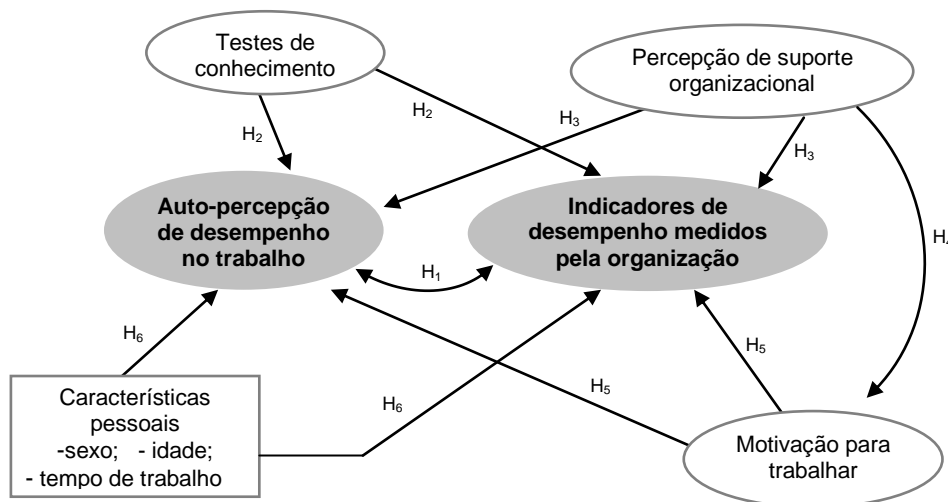 Testes de
conhecimento
Percepção de suporte
organizacional
H₂
H₂
H₃
H₃
Auto-percepção
de desempenho
no trabalho
Indicadores de
desempenho medidos
pela organização
H₁
H₆
H₅
H₅
H₆
Características
pessoais
-sexo; - idade;
- tempo de trabalho
Motivação para
trabalhar